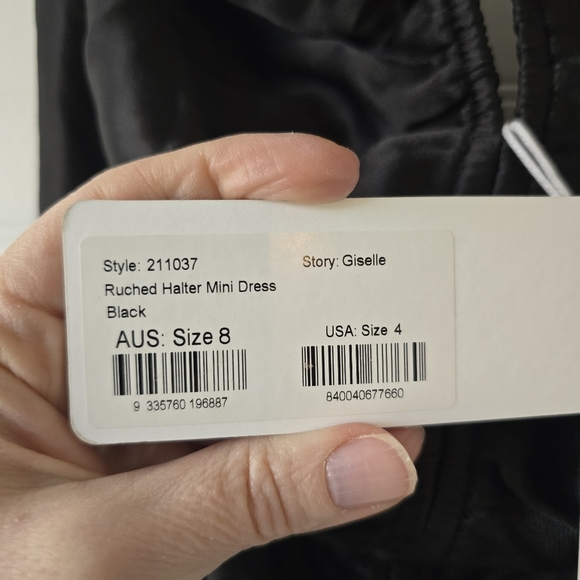 Style: 211037
Story: Giselle
Ruched Halter Mini Dress
Black
AUS: Size 8
USA: Size 4
9 335760 196887
840040677660